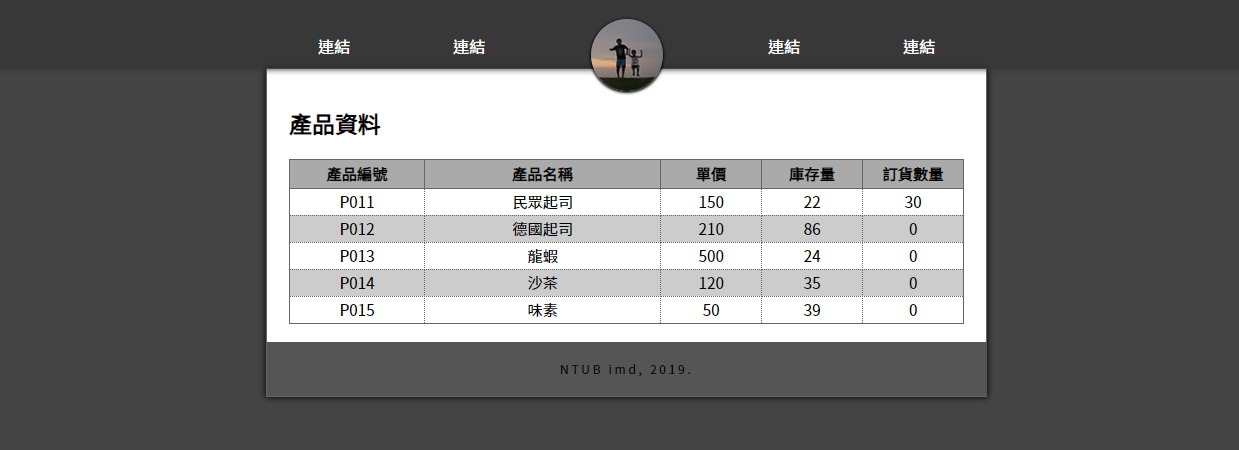 連結 連結 連結 連結
產品資料
產品編號 產品名稱 單價 庫存量 訂貨數量
P011 民眾起司 150 22 30
P012 德國起司 210 86 0
P013 龍蝦 500 24 0
P014 沙茶 120 35 0
P015 味素 50 39 0
NTUB imd, 2019.